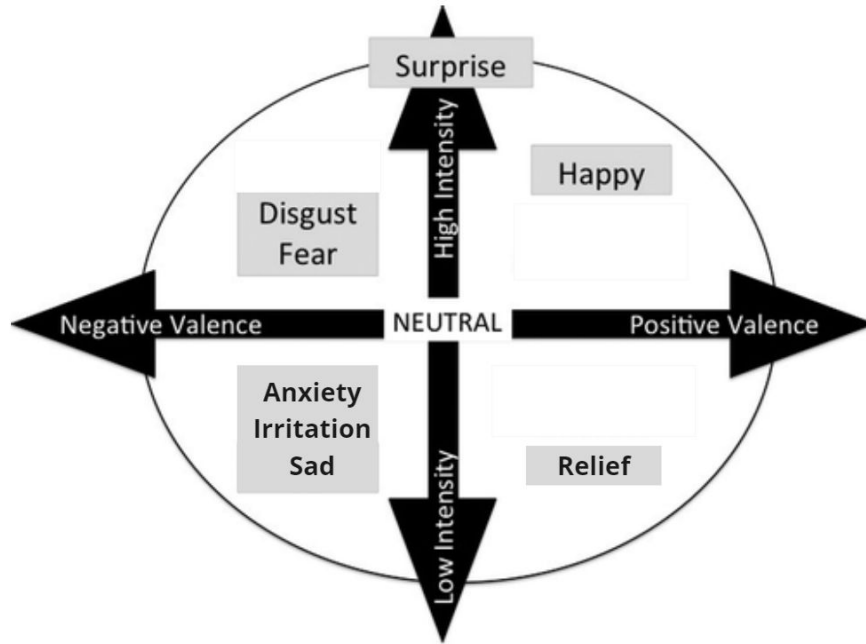 Surprise
High Intensity
Happy
Disgust
Fear
Negative Valence
NEUTRAL
Positive Valence
Anxiety
Irritation
Sad
Relief
Low Intensity